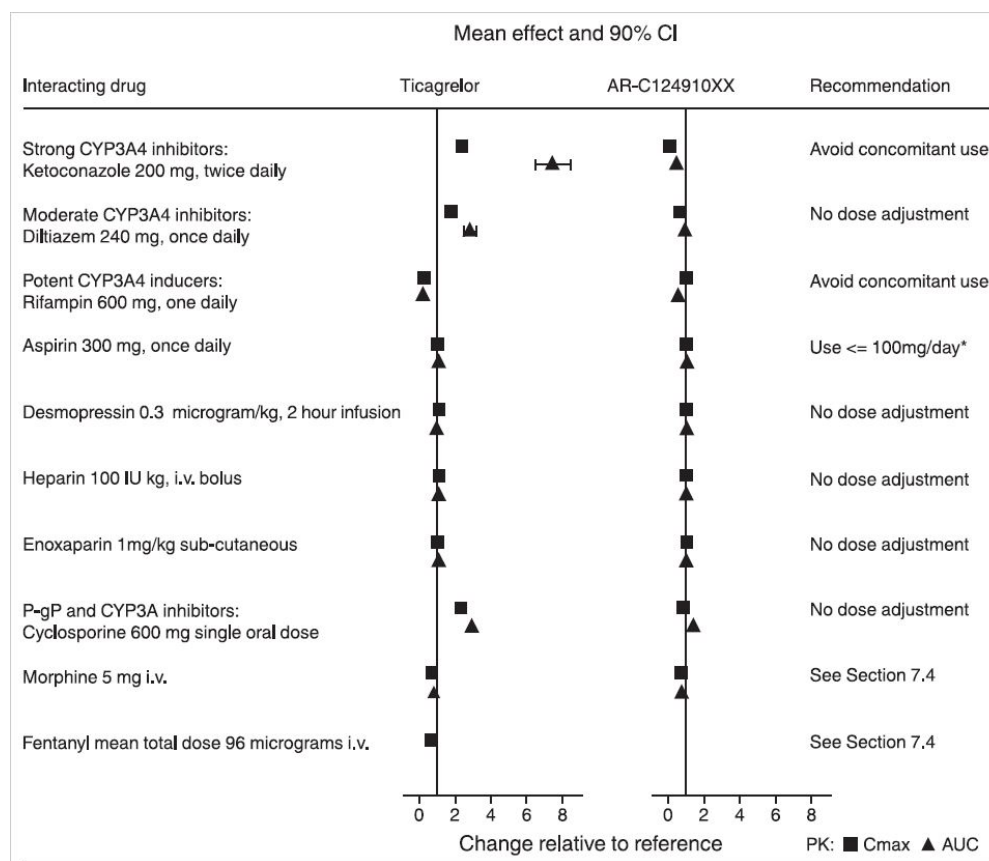 Mean effect and 90% CI
Interacting drug Ticagrelor AR-C124910XX Recommendation
Strong CYP3A4 inhibitors:
Ketoconazole 200 mg, twice daily Avoid concomitant use
Moderate CYP3A4 inhibitors:
Diltiazem 240 mg, once daily No dose adjustment
Potent CYP3A4 inducers:
Rifampin 600 mg, one daily Avoid concomitant use
Aspirin 300 mg, once daily Use <= 100mg/day*
Desmopressin 0.3 microgram/kg, 2 hour infusion No dose adjustment
Heparin 100 IU kg, i.v. bolus No dose adjustment
Enoxaparin 1mg/kg sub-cutaneous No dose adjustment
P-gP and CYP3A inhibitors:
Cyclosporine 600 mg single oral dose No dose adjustment
Morphine 5 mg i.v. See Section 7.4
Fentanyl mean total dose 96 micrograms i.v. See Section 7.4
0 2 4 6 8 0 2 4 6 8
Change relative to reference PK: Cmax AUC